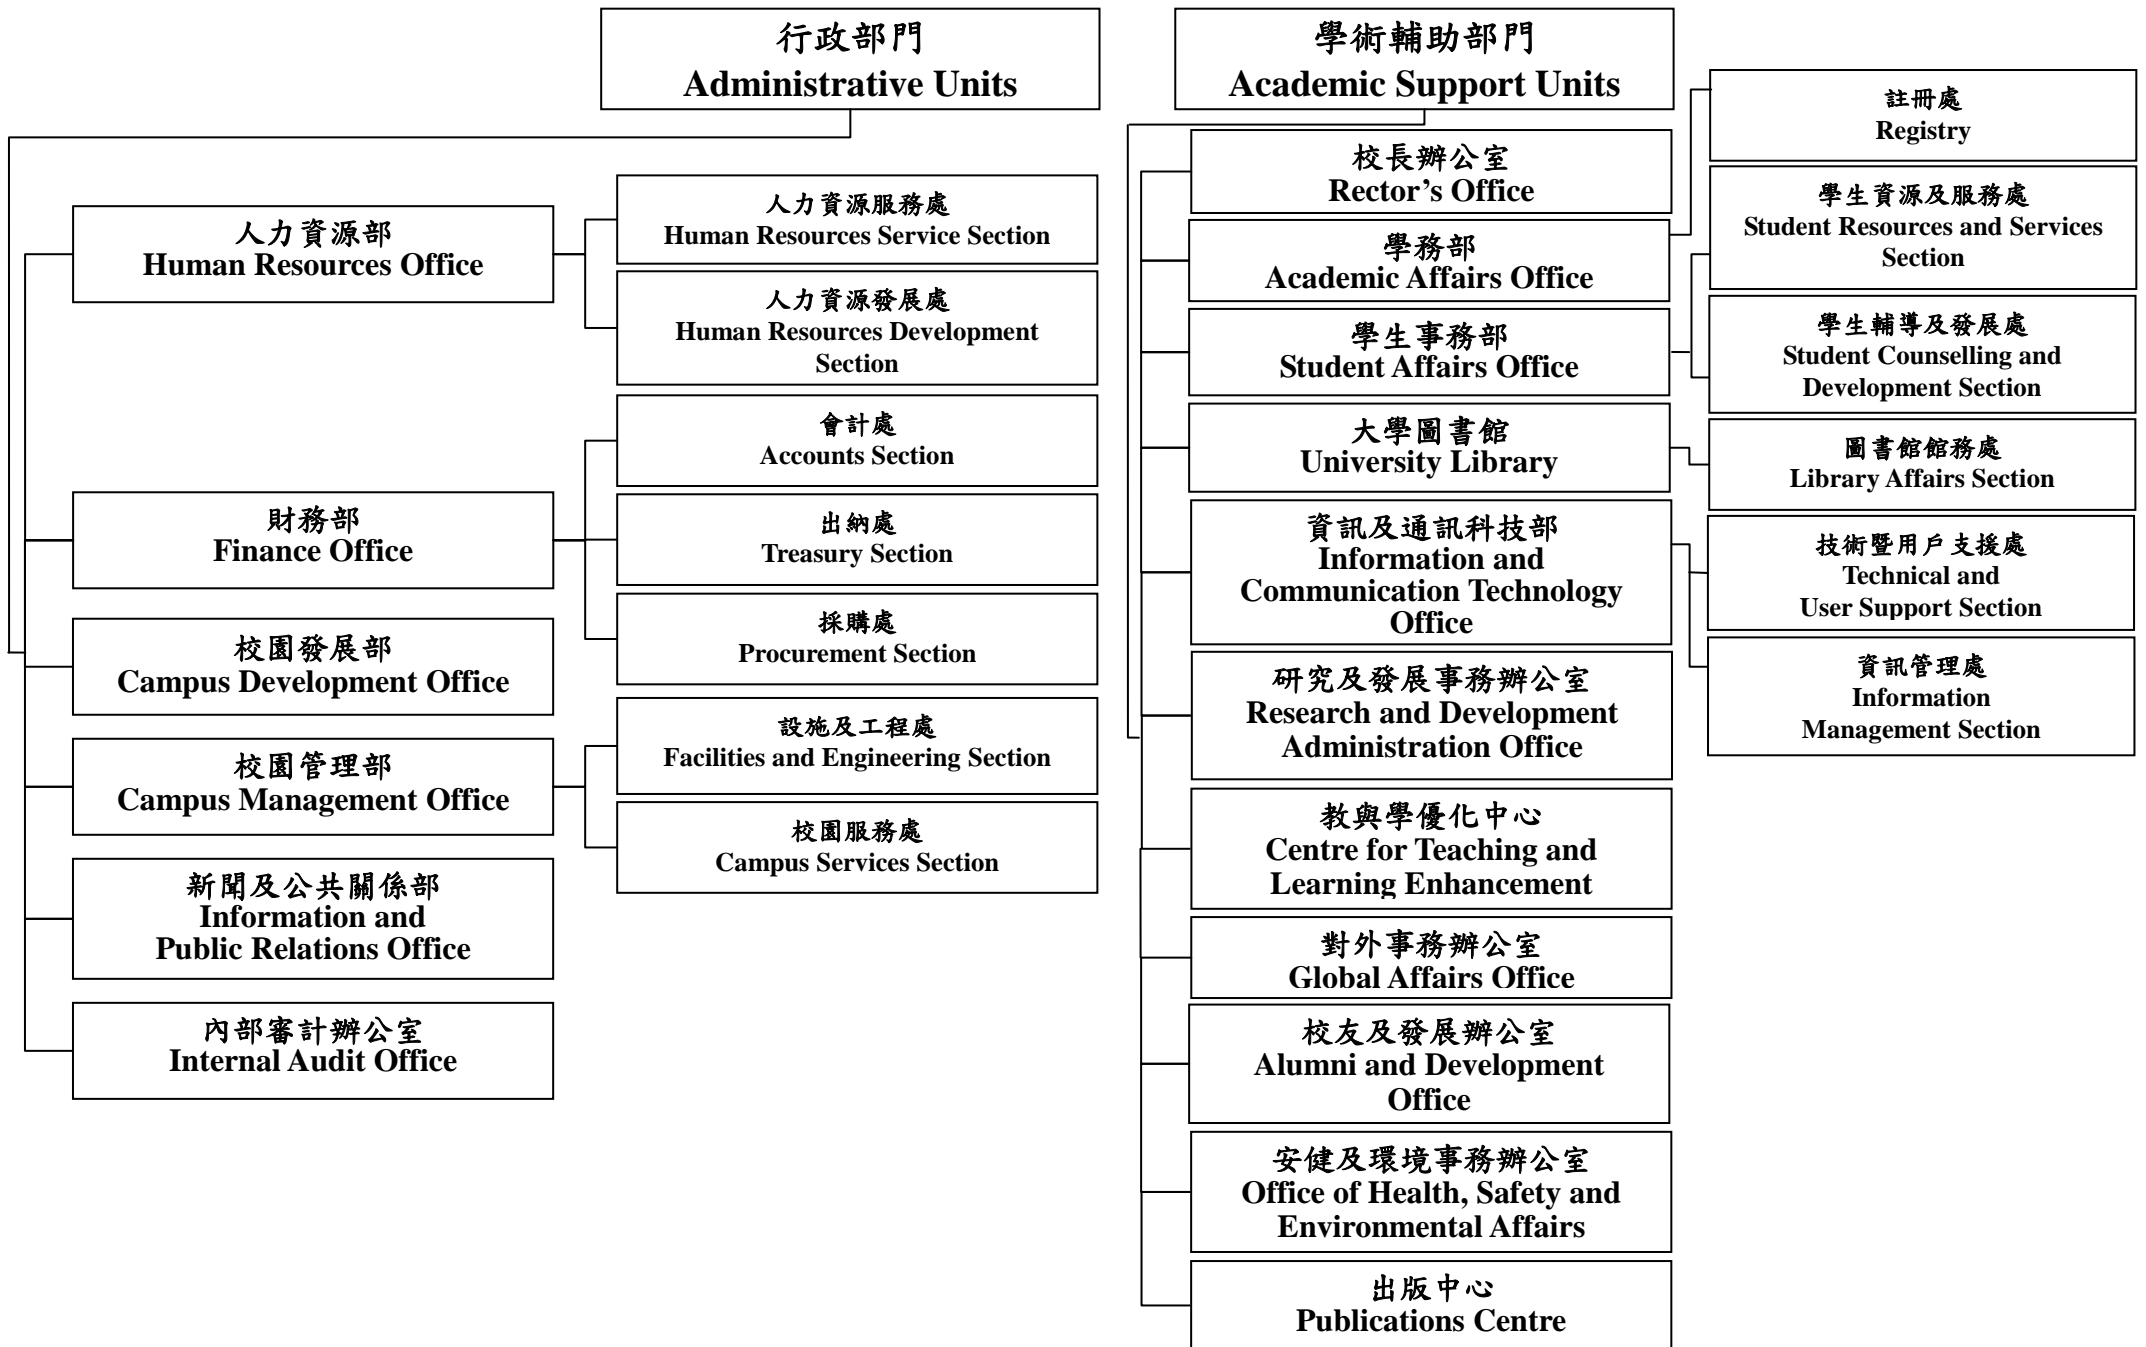 行政部門
Administrative Units
人力資源部
Human Resources Office
人力資源服務處
Human Resources Service Section
人力資源發展處
Human Resources Development
Section
財務部
Finance Office
會計處
Accounts Section
出納處
Treasury Section
採購處
Procurement Section
校園發展部
Campus Development Office
校園管理部
Campus Management Office
設施及工程處
Facilities and Engineering Section
校園服務處
Campus Services Section
新聞及公共關係部
Information and
Public Relations Office
內部審計辦公室
Internal Audit Office
學術輔助部門
Academic Support Units
校長辦公室
Rector’s Office
學務部
Academic Affairs Office
註冊處
Registry
學生事務部
Student Affairs Office
學生資源及服務處
Student Resources and Services
Section
學生輔導及發展處
Student Counselling and
Development Section
大學圖書館
University Library
圖書館館務處
Library Affairs Section
資訊及通訊科技部
Information and
Communication Technology
Office
技術暨用戶支援處
Technical and
User Support Section
資訊管理處
Information
Management Section
研究及發展事務辦公室
Research and Development
Administration Office
教與學優化中心
Centre for Teaching and
Learning Enhancement
對外事務辦公室
Global Affairs Office
校友及發展辦公室
Alumni and Development
Office
安健及環境事務辦公室
Office of Health, Safety and
Environmental Affairs
出版中心
Publications Centre